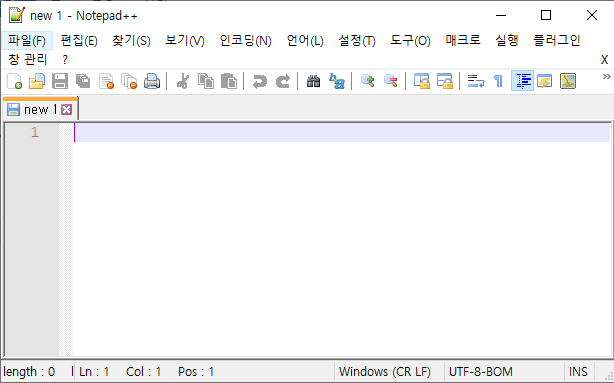 new 1 - Notepad++
파일(F) 편집(E) 찾기(S) 보기(V) 인코딩(N) 언어(L) 설정(T) 도구(O) 매크로 실행 플러그인
창 관리 ? X
new 1
1
length : 0 l Ln : 1 Col : 1 Pos : 1 Windows (CR LF) UTF-8-BOM INS